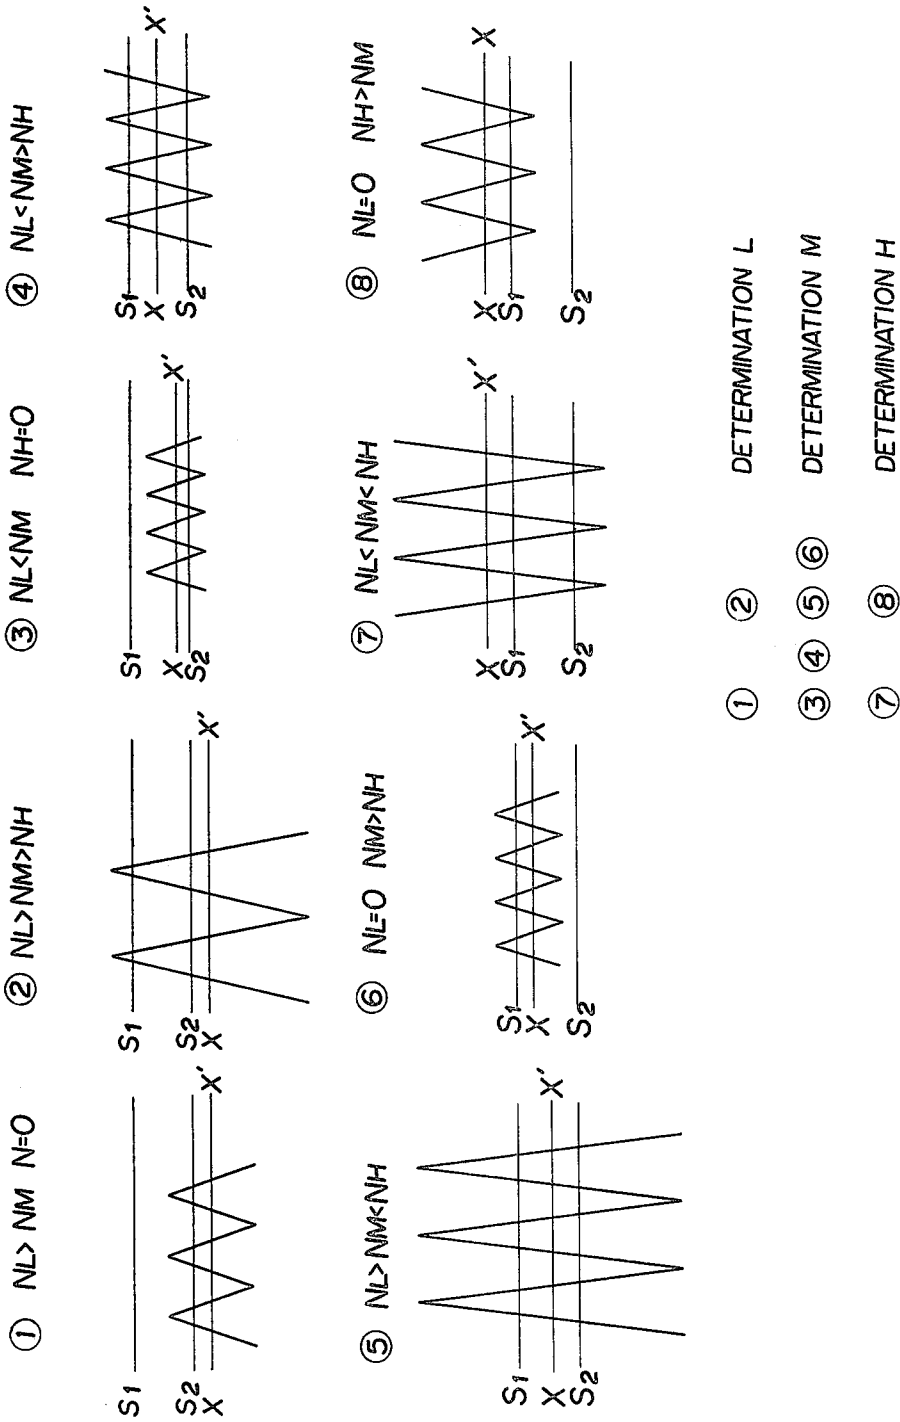 ① NL> NM N=0
S1
S2
X
X'
② NL>NM>NH
S1
S2
X
X'
③ NL<NM NH=0
S1
X
S2
X'
④ NL<NM>NH
S1
X
S2
X'
⑤ NL>NM<NH
S1
X
S2
X'
⑥ NL=0 NM>NH
S1
X
S2
X'
⑦ NL<NM<NH
X
S1
S2
X'
⑧ NL=0 NH>NM
X
S1
S2
X
① ② DETERMINATION L
③ ④ ⑤ ⑥ DETERMINATION M
⑦ ⑧ DETERMINATION H